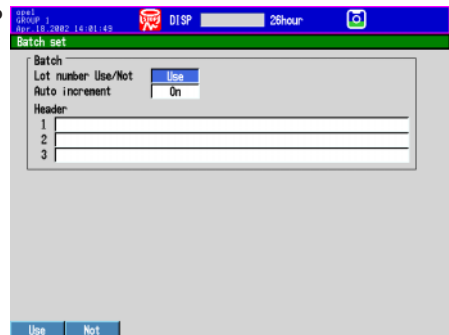 opel
GROUP 1
Apr.18.2002 14:01:49
DISP 26hour
Batch set
Batch
Lot number Use/Not Use
Auto increment On
Header
1
2
3
Use Not